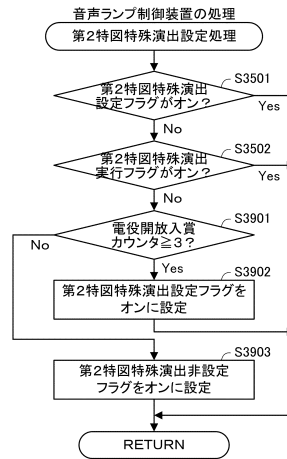 音声ランプ制御装置の処理
第２特図特殊演出設定処理
S3501
第２特図特殊演出
設定フラグがオン？
Yes
No
S3502
第２特図特殊演出
実行フラグがオン？
Yes
No
S3901
電役開放入賞
カウンタ≧３？
No
Yes
S3902
第２特図特殊演出設定フラグを
オンに設定
S3903
第２特図特殊演出非設定
フラグをオンに設定
RETURN